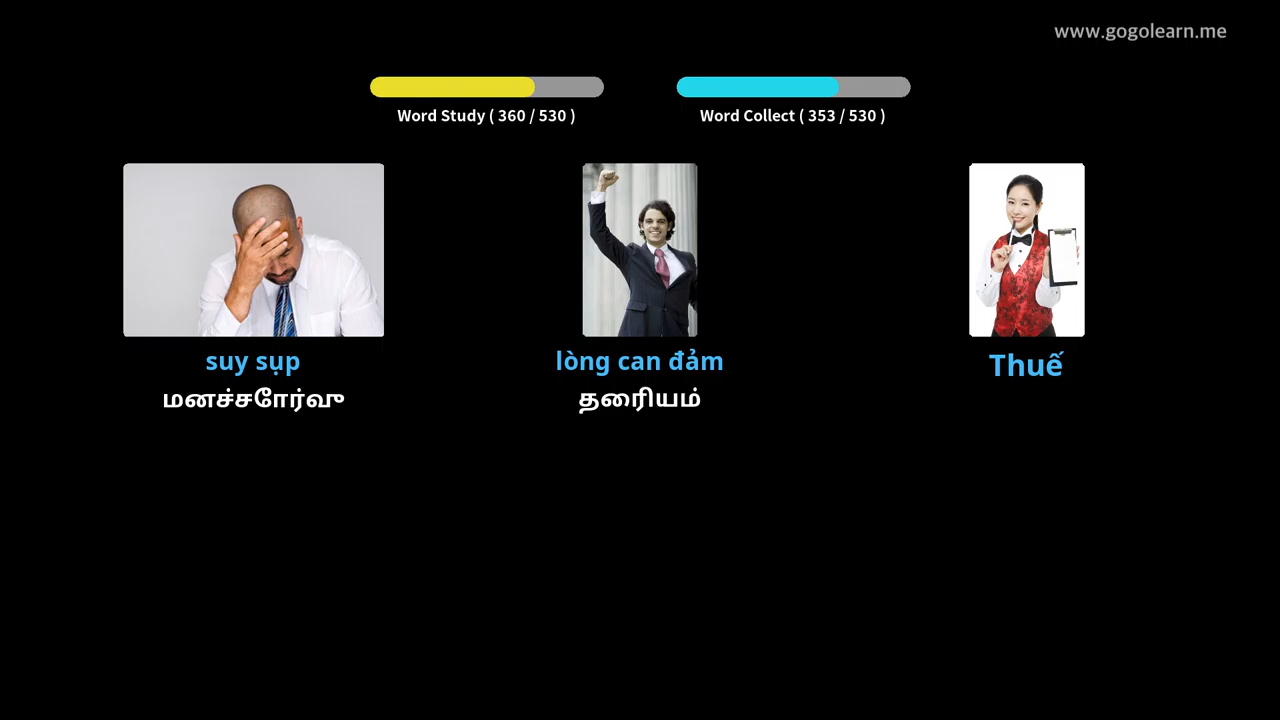 www.gogolearn.me
Word Study ( 360 / 530 )
Word Collect ( 353 / 530 )
suy sụp
மனச்சோர்வு
lòng can đảm
தைரியம்
Thuế